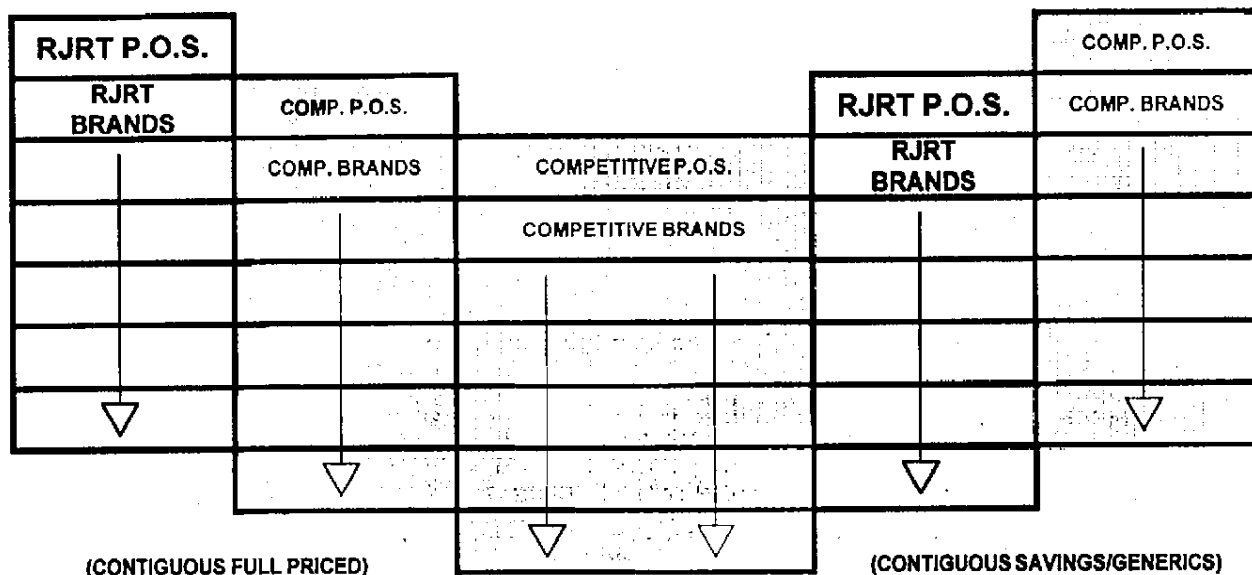 RJRT P.O.S.
RJRT
BRANDS
COMP. P.O.S.
COMP. BRANDS
COMPETITIVE P.O.S.
COMPETITIVE BRANDS
RJRT P.O.S.
RJRT
BRANDS
COMP. P.O.S.
COMP. BRANDS
(CONTIGUOUS FULL PRICED)
(CONTIGUOUS SAVINGS/GENERICS)